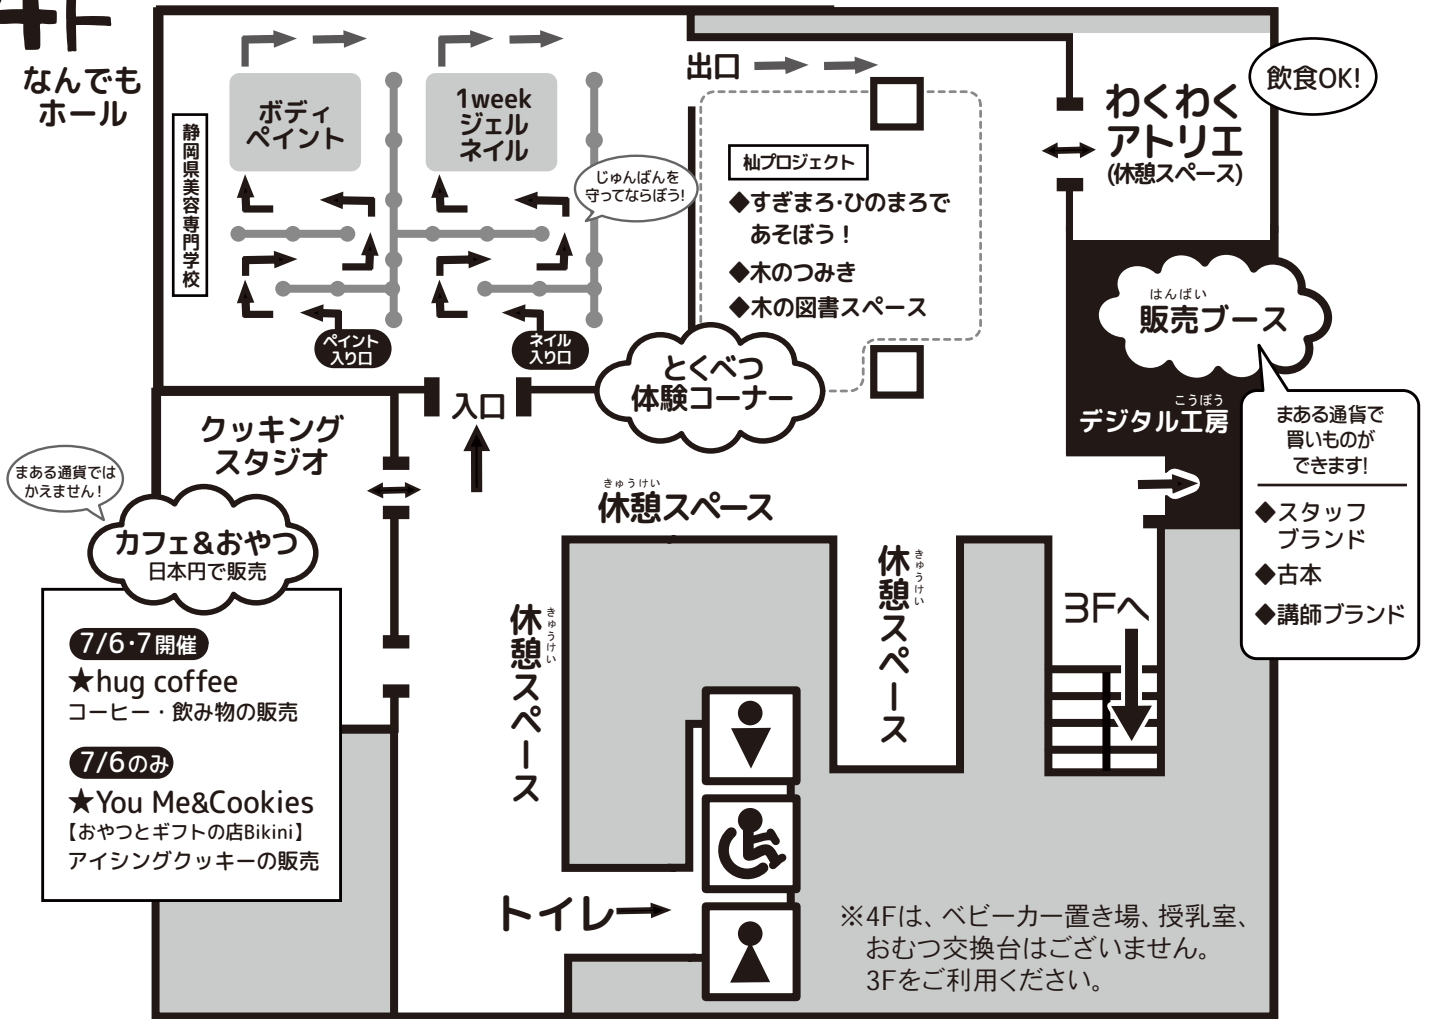 4F
なんでも
ホール
静岡県美容専門学校
ボディ
ペイント
1week
ジェル
ネイル
じゅんばんを
守ってならぼう!
ペイント
入り口
ネイル
入り口
出口
杣プロジェクト
◆すぎまろ・ひのまろで
あそぼう！
◆木のつみき
◆木の図書スペース
とくべつ
体験コーナー
わくわく
アトリエ
(休憩スペース)
飲食OK!
はんばい
販売ブース
こうぼう
デジタル工房
まある通貨で
買いものが
できます!
◆スタッフ
ブランド
◆古本
◆講師ブランド
入口
クッキング
スタジオ
まある通貨では
かえません!
カフェ&おやつ
日本円で販売
7/6・7開催
★hug coffee
コーヒー・飲み物の販売
7/6のみ
★You Me&Cookies
【おやつとギフトの店Bikini】
アイシングクッキーの販売
きゅうけい
休憩スペース
きゅうけい
休憩スペース
きゅうけい
休憩スペース
3Fへ
トイレ
※4Fは、ベビーカー置き場、授乳室、
おむつ交換台はございません。
3Fをご利用ください。